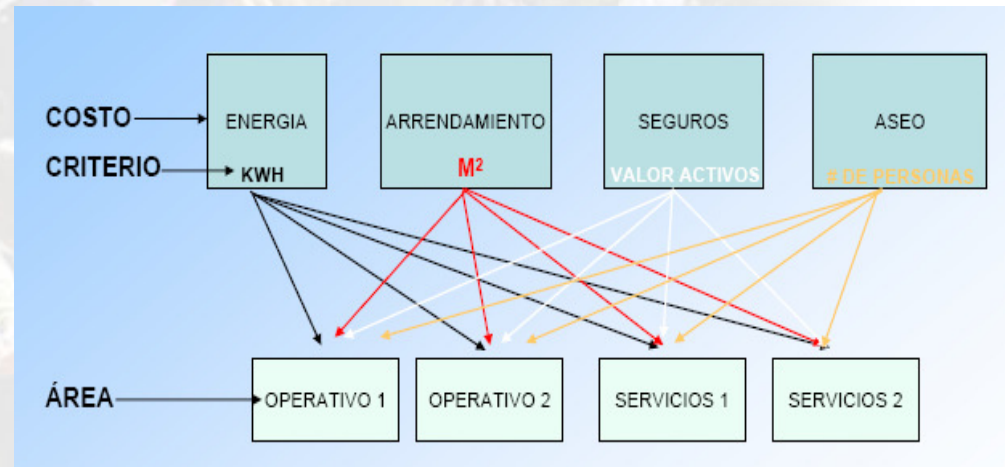 COSTO
ENERGIA
ARRENDAMIENTO
SEGUROS
ASEO
CRITERIO
KWH
M²
VALOR ACTIVOS
# DE PERSONAS
ÁREA
OPERATIVO 1
OPERATIVO 2
SERVICIOS 1
SERVICIOS 2